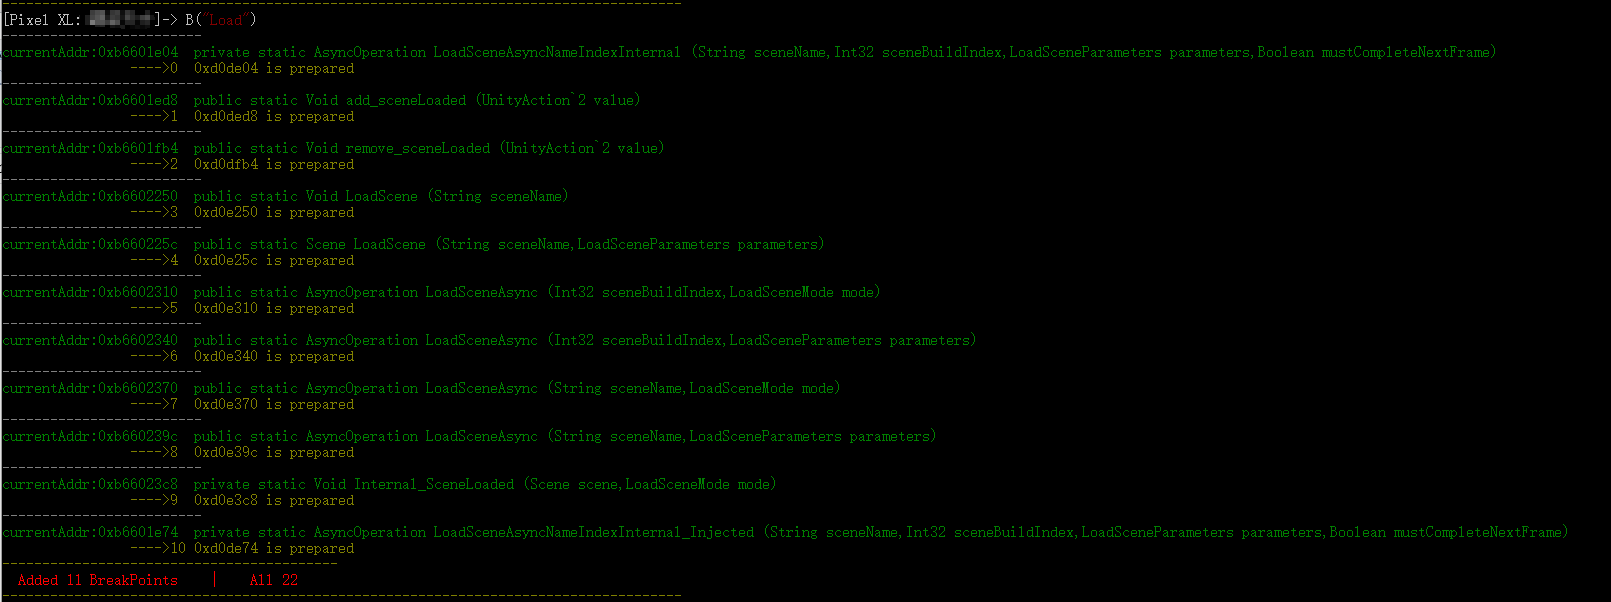 [Pixel XL: ]-> B("Load")
-------------------------
currentAddr:0xb6601e04  private static AsyncOperation LoadSceneAsyncNameIndexInternal (String sceneName,Int32 sceneBuildIndex,LoadSceneParameters parameters,Boolean mustCompleteNextFrame)
---->0  0xd0de04 is prepared
-------------------------
currentAddr:0xb6601ed8  public static Void add_sceneLoaded (UnityAction`2 value)
---->1  0xd0ded8 is prepared
-------------------------
currentAddr:0xb6601fb4  public static Void remove_sceneLoaded (UnityAction`2 value)
---->2  0xd0dfb4 is prepared
-------------------------
currentAddr:0xb6602250  public static Void LoadScene (String sceneName)
---->3  0xd0e250 is prepared
-------------------------
currentAddr:0xb660225c  public static Scene LoadScene (String sceneName,LoadSceneParameters parameters)
---->4  0xd0e25c is prepared
-------------------------
currentAddr:0xb6602310  public static AsyncOperation LoadSceneAsync (Int32 sceneBuildIndex,LoadSceneMode mode)
---->5  0xd0e310 is prepared
-------------------------
currentAddr:0xb6602340  public static AsyncOperation LoadSceneAsync (Int32 sceneBuildIndex,LoadSceneParameters parameters)
---->6  0xd0e340 is prepared
-------------------------
currentAddr:0xb6602370  public static AsyncOperation LoadSceneAsync (String sceneName,LoadSceneMode mode)
---->7  0xd0e370 is prepared
-------------------------
currentAddr:0xb660239c  public static AsyncOperation LoadSceneAsync (String sceneName,LoadSceneParameters parameters)
---->8  0xd0e39c is prepared
-------------------------
currentAddr:0xb66023c8  private static Void Internal_SceneLoaded (Scene scene,LoadSceneMode mode)
---->9  0xd0e3c8 is prepared
-------------------------
currentAddr:0xb6601e74  private static AsyncOperation LoadSceneAsyncNameIndexInternal_Injected (String sceneName,Int32 sceneBuildIndex,LoadSceneParameters parameters,Boolean mustCompleteNextFrame)
---->10 0xd0de74 is prepared
------------------------------------------
Added 11 BreakPoints    |    All 22
-------------------------------------------------------------------------------------